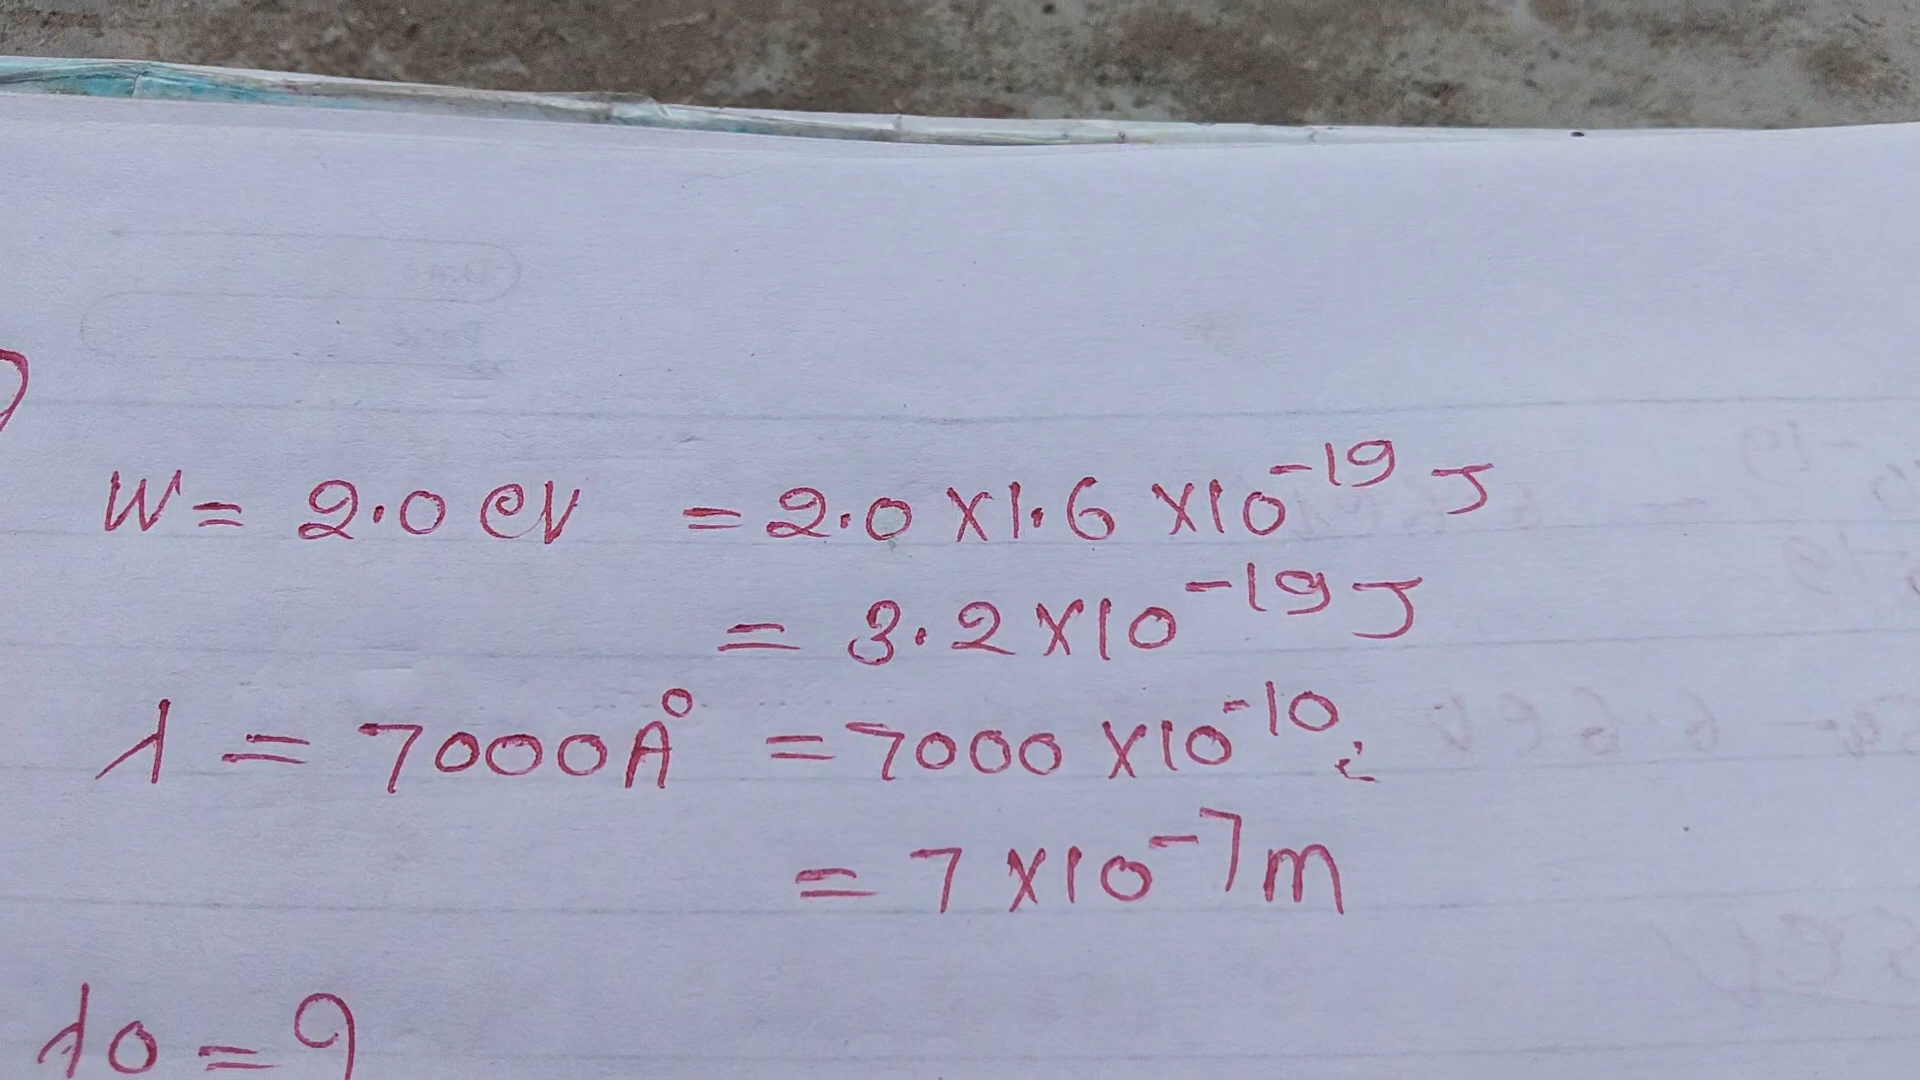 W = 2.0 eV = 2.0 X 1.6 X 10⁻¹⁹ J
= 3.2 X 10⁻¹⁹ J
λ = 7000 A° = 7000 X 10⁻¹⁰
= 7 X 10⁻⁷ m
λo = ?